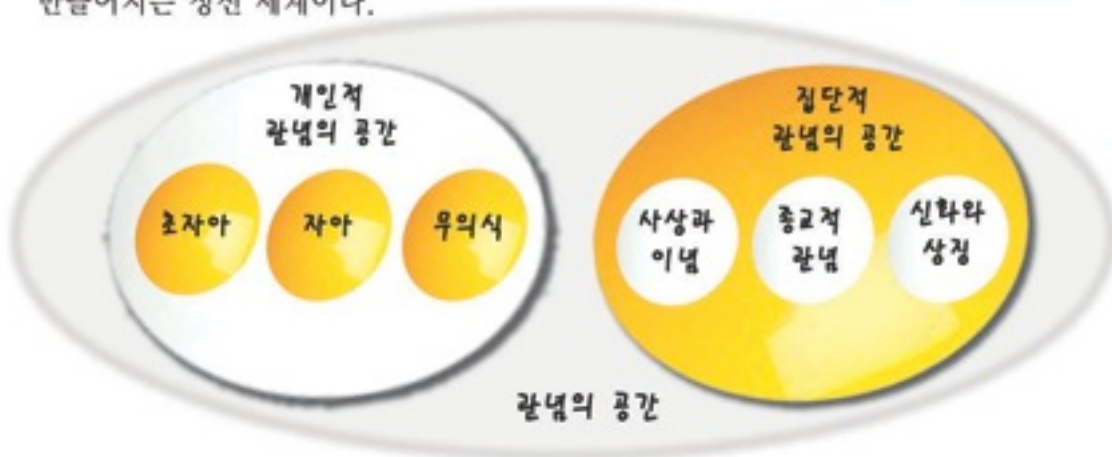 만들어지는 정신 세계이다.
개인적
관념의 공간
초자아
자아
무의식
집단적
관념의 공간
사상과
이념
종교적
관념
신화와
상징
관념의 공간